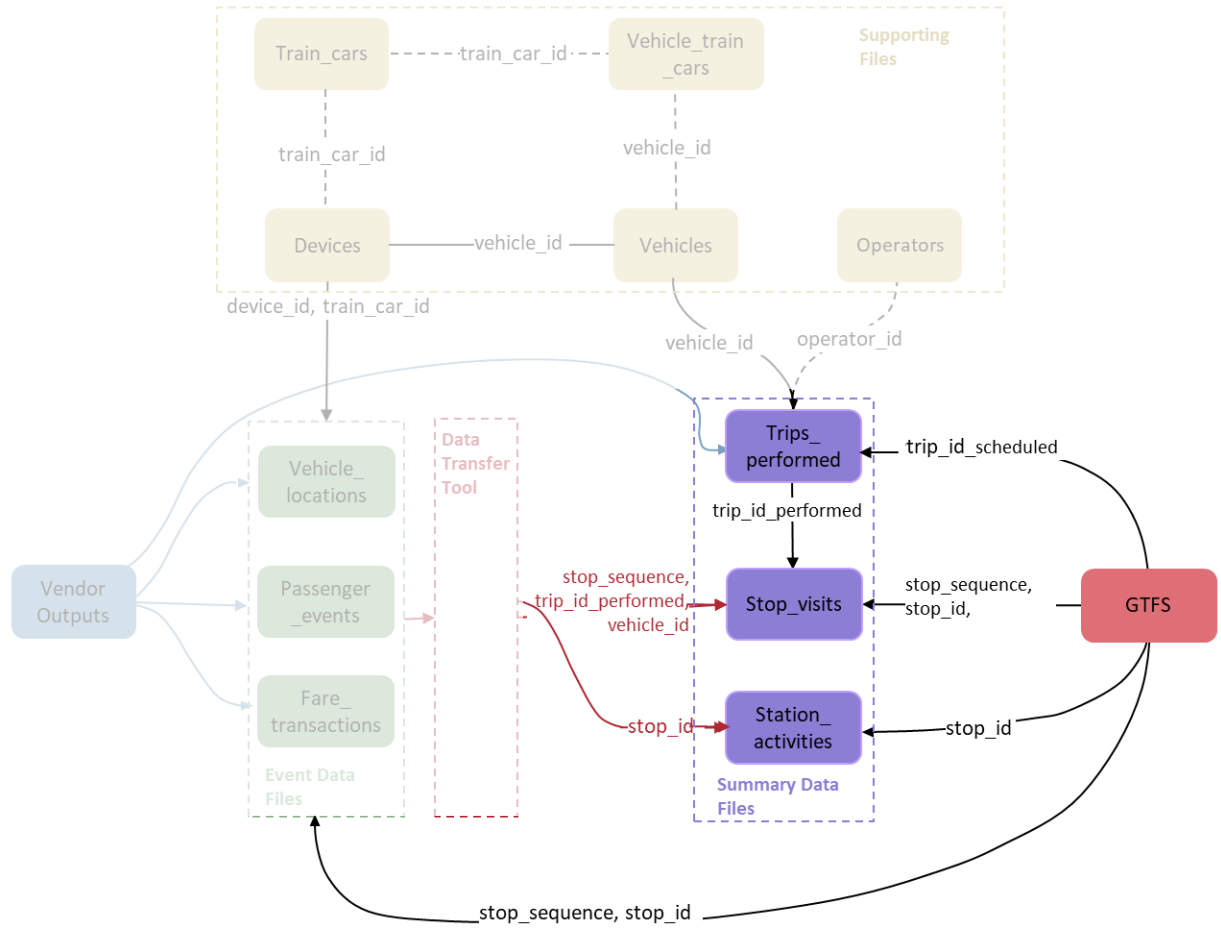 Train_cars
train_car_id
Vehicle_train
_cars
Supporting
Files
train_car_id
vehicle_id
Devices
vehicle_id
Vehicles
Operators
device_id, train_car_id
vehicle_id
operator_id
Data
Transfer
Tool
Trips_
performed
trip_id_scheduled
Vehicle_
locations
trip_id_performed
Vendor
Outputs
Passenger
_events
stop_sequence,
trip_id_performed,
vehicle_id
Stop_visits
stop_sequence,
stop_id,
GTFS
Fare_
transactions
stop_id
Station_
activities
stop_id
Event Data
Files
Summary Data
Files
stop_sequence, stop_id